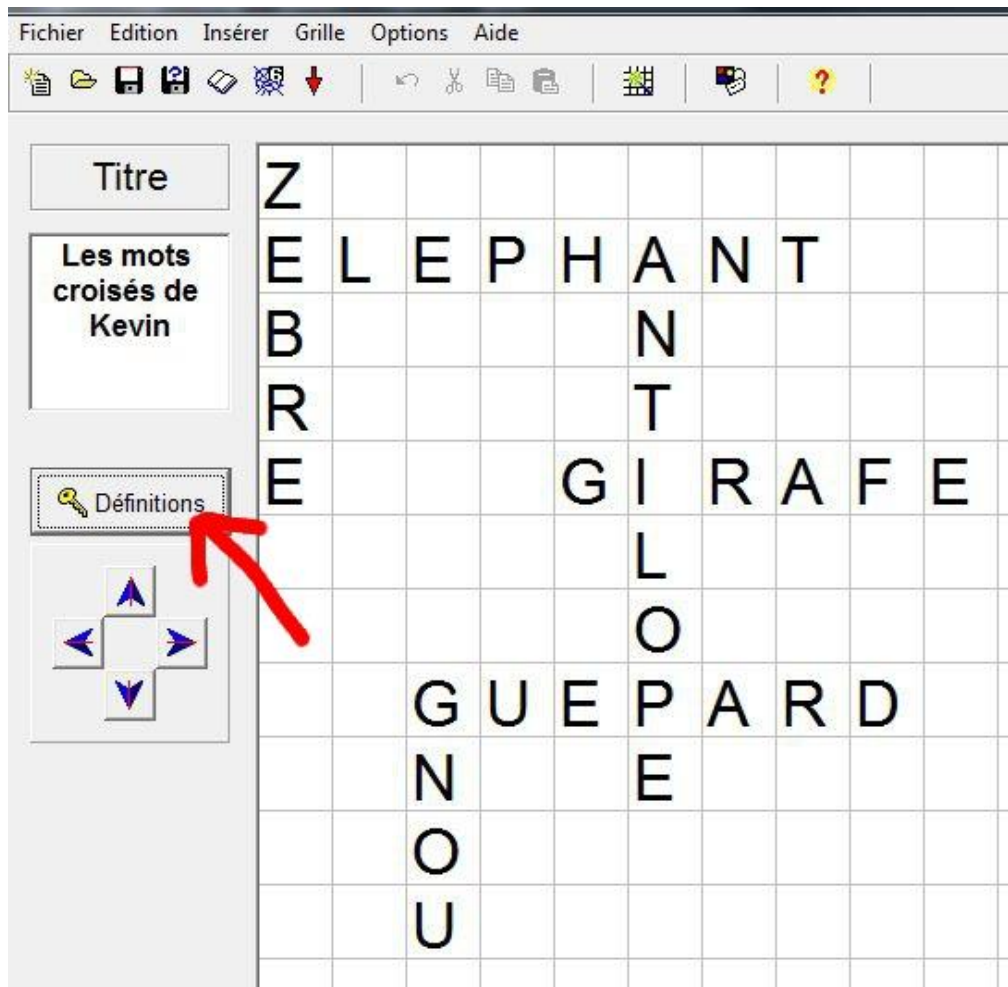 Fichier Edition Insérer Grille Options Aide
Titre
Les mots
croisés de
Kevin
Définitions
Z
ELEPHANT
B N
R T
E GIRAFE
L
O
GUEPARD
N E
O
U